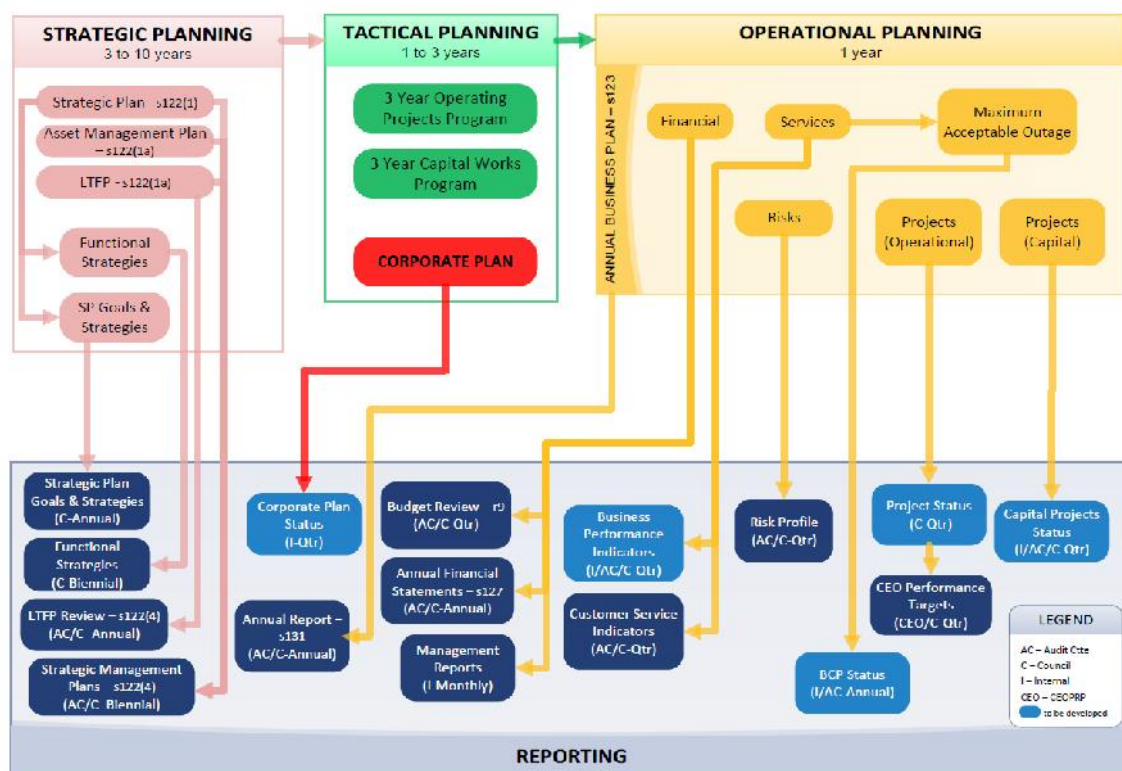 STRATEGIC PLANNING
3 to 10 years
Strategic Plan – s122(1)
Asset Management Plan
– s122(1a)
LTFP – s122(1a)
Functional
Strategies
SP Goals &
Strategies
TACTICAL PLANNING
1 to 3 years
3 Year Operating
Projects Program
3 Year Capital Works
Program
CORPORATE PLAN
OPERATIONAL PLANNING
1 year
ANNUAL BUSINESS PLAN – s123
Financial
Services
Maximum
Acceptable Outage
Risks
Projects
(Operational)
Projects
(Capital)
Strategic Plan
Goals & Strategies
(C-Annual)
Functional
Strategies
(C Biennial)
LTFP Review – s122(4)
(AC/C Annual)
Strategic Management
Plans s122(4)
(AC/C Biennial)
Corporate Plan
Status
(I-Qtr)
Annual Report –
s131
(AC/C-Annual)
Budget Review r9
(AC/C Qtr)
Annual Financial
Statements – s127
(AC/C-Annual)
Management
Reports
(I Monthly)
Business
Performance
Indicators
(I/AC/C Qtr)
Customer Service
Indicators
(AC/C-Qtr)
Risk Profile
(AC/C-Qtr)
BCP Status
(I/AC Annual)
Project Status
(C Qtr)
CEO Performance
Targets
(CEO/C Qtr)
Capital Projects
Status
(I/AC/C Qtr)
LEGEND
AC – Audit Ctte
C – Council
I – Internal
CEO – CEOPRP
to be developed
REPORTING